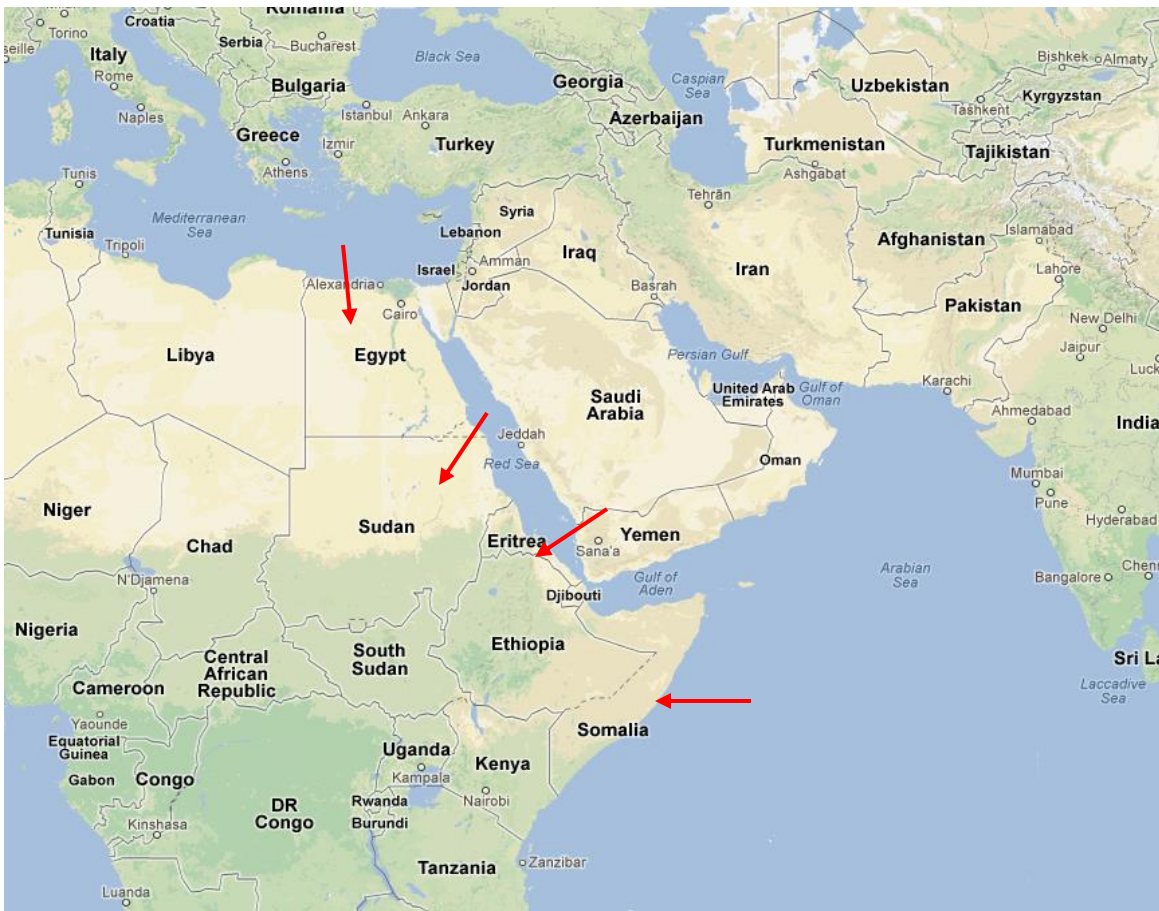 Romania
Croatia
Torino
Serbia
Bucharest
Black Sea
Italy
Rome
Bulgaria
Georgia
Caspian
Sea
Uzbekistan
Bishkek
Almaty
Tashkent
Kyrgyzstan
Naples
Istanbul
Ankara
Azerbaijan
Greece
Izmir
Turkey
Turkmenistan
Tajikistan
Athens
Ashgabat
Tunis
Tehrān
Mediterranean
Sea
Syria
Tunisia
Tripoli
Lebanon
Afghanistan
Islamabad
Iraq
Amman
Israel
Iran
Lahore
Alexandria
Jordan
Basrah
Cairo
Pakistan
New Delhi
Libya
Egypt
Persian Gulf
Jaipur
Luck
Karachi
United Arab
Emirates
Gulf of
Oman
Saudi
Arabia
Ahmedabad
India
Jeddah
Red Sea
Oman
Mumbai
Pune
Niger
Sudan
Hyderabad
Chad
Eritrea
Yemen
Sana'a
N'Djamena
Arabian
Sea
Bangalore
Chenn
Gulf of
Aden
Djibouti
Nigeria
Ethiopia
South
Sudan
Central
African
Republic
Sri La
Cameroon
Laccadive
Sea
Yaounde
Somalia
Equatorial
Guinea
Uganda
Kenya
Gabon
Congo
Kampala
Nairobi
DR
Congo
Rwanda
Burundi
Kinshasa
Tanzania
Zanzibar
Luanda